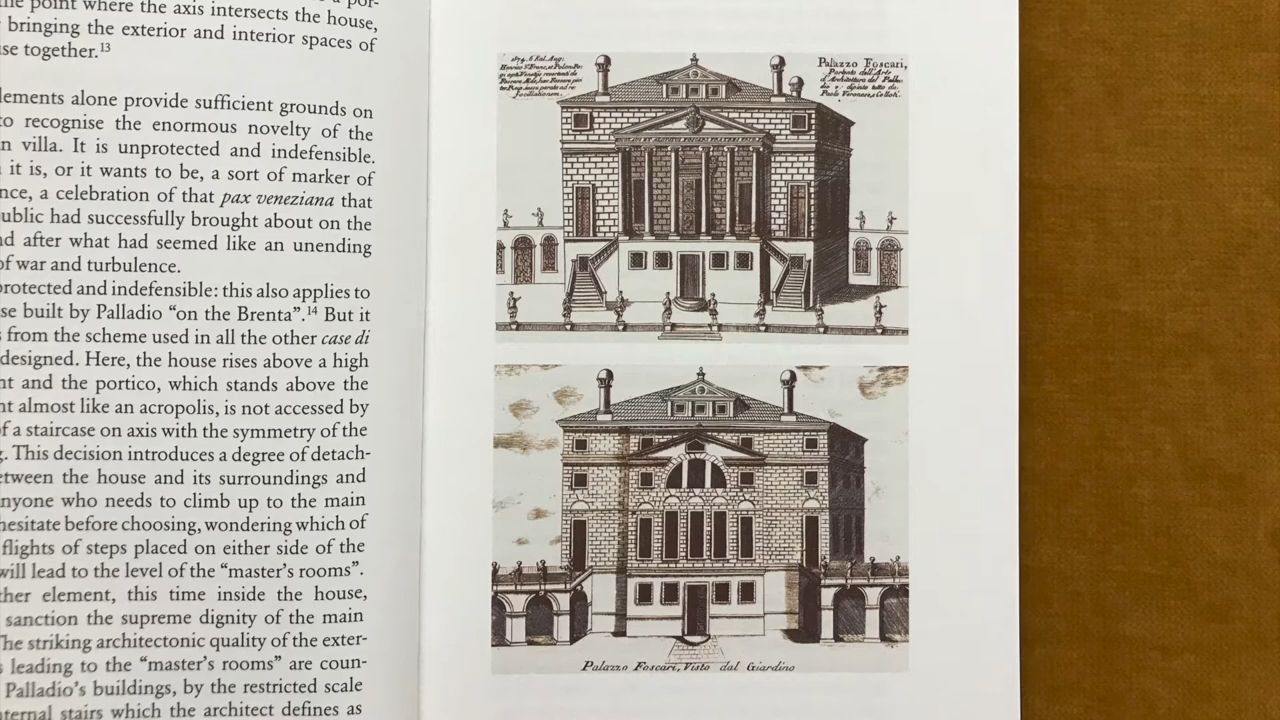 the point where the axis intersects the house,
bringing the exterior and interior spaces of
use together.¹³
lements alone provide sufficient grounds on
to recognise the enormous novelty of the
n villa. It is unprotected and indefensible.
it is, or it wants to be, a sort of marker of
nce, a celebration of that pax veneziana that
public had successfully brought about on the
nd after what had seemed like an unending
of war and turbulence.
protected and indefensible: this also applies to
se built by Palladio “on the Brenta”.¹⁴ But it
s from the scheme used in all the other case di
designed. Here, the house rises above a high
nt and the portico, which stands above the
nt almost like an acropolis, is not accessed by
of a staircase on axis with the symmetry of the
g. This decision introduces a degree of detach-
etween the house and its surroundings and
nyone who needs to climb up to the main
hesitate before choosing, wondering which of
flights of steps placed on either side of the
will lead to the level of the “master’s rooms”.
ther element, this time inside the house,
sanction the supreme dignity of the main
The striking architectonic quality of the exter-
s leading to the “master’s rooms” are coun-
Palladio’s buildings, by the restricted scale
nternal stairs which the architect defines as
Palazzo Foscari,
Palazzo Foscari, Visto dal Giardino